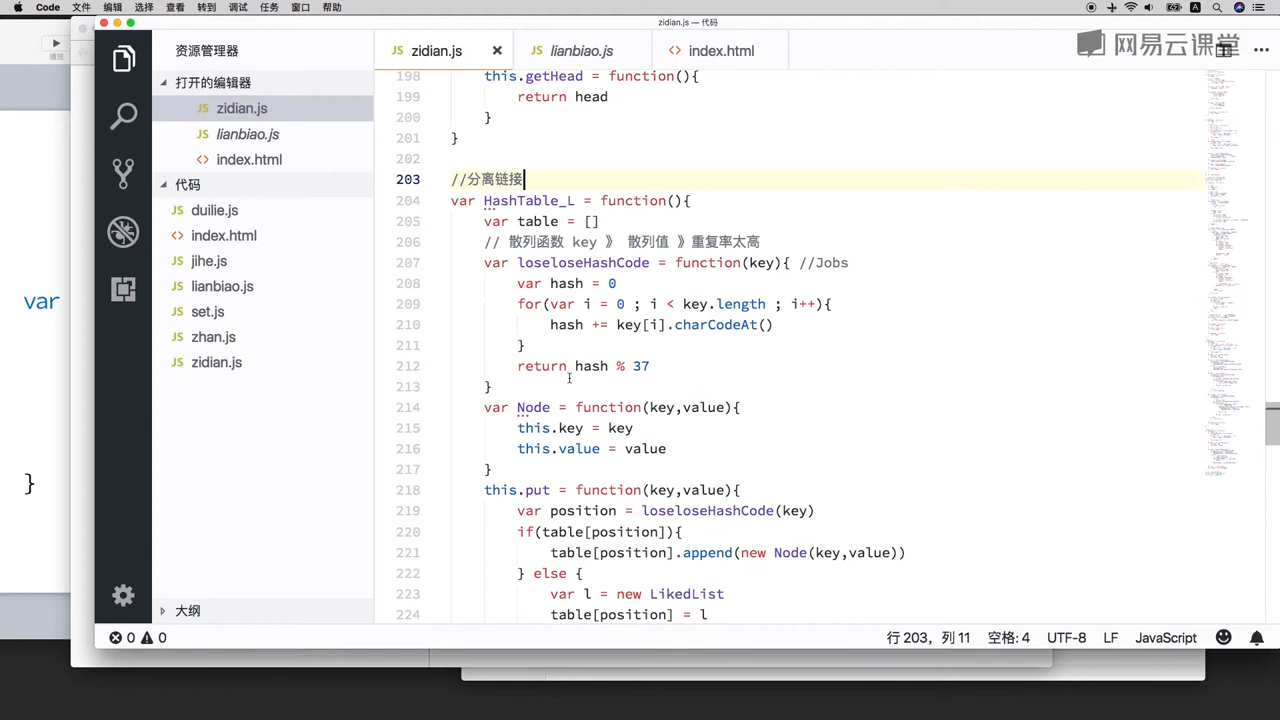 Code 文件 编辑 选择 查看 转到 调试 任务 窗口 帮助
zidian.js — 代码
播放
网易云课堂
资源管理器
打开的编辑器
JS zidian.js
JS lianbiao.js
<> index.html
代码
JS duilie.js
<> index.html
JS jihe.js
JS lianbiao.js
JS set.js
JS zhan.js
JS zidian.js
大纲
var
}
JS zidian.js
JS lianbiao.js
<> index.html
198 this.getHead = function(){
199 return head
200 }
201 }
202
203 //分离链接
204 var HashTable_L = function(){
205 var table = []
206 // 散列函数 key 》 散列值 》重复率太高
207 var loseloseHashCode = function(key) //Jobs
208 hash = 0
209 for(var i = 0 ; i < key.length ;i++){
210 hash += key[i].charCodeAt()
211
212 return hash % 37
213 }
214 var Node = function(key,value){
215 this.key = key
216 this.value = value
217 }
218 this.put = function(key,value){
219 var position = loseloseHashCode(key)
220 if(table[position]){
221 table[position].append(new Node(key,value))
222 } else {
223 var l = new LikedList
224 table[position] = l
0 0
行 203，列 11 空格: 4 UTF-8 LF JavaScript